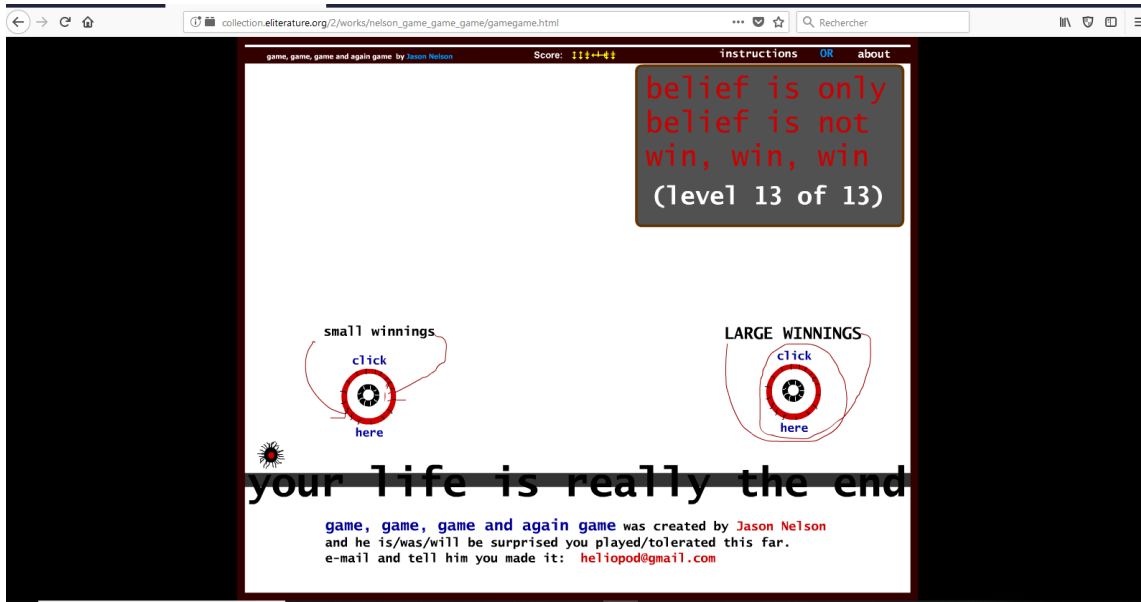 collection.eliterature.org/2/works/nelson_game_game_game/gamegame.html
Rechercher
game, game, game and again game by Jason Nelson
Score:
instructions OR about
belief is only
belief is not
win, win, win
(level 13 of 13)
small winnings
click
here
LARGE WINNINGS
click
here
your life is really the end
game, game, game and again game was created by Jason Nelson
and he is/was/will be surprised you played/tolerated this far.
e-mail and tell him you made it: heliopod@gmail.com